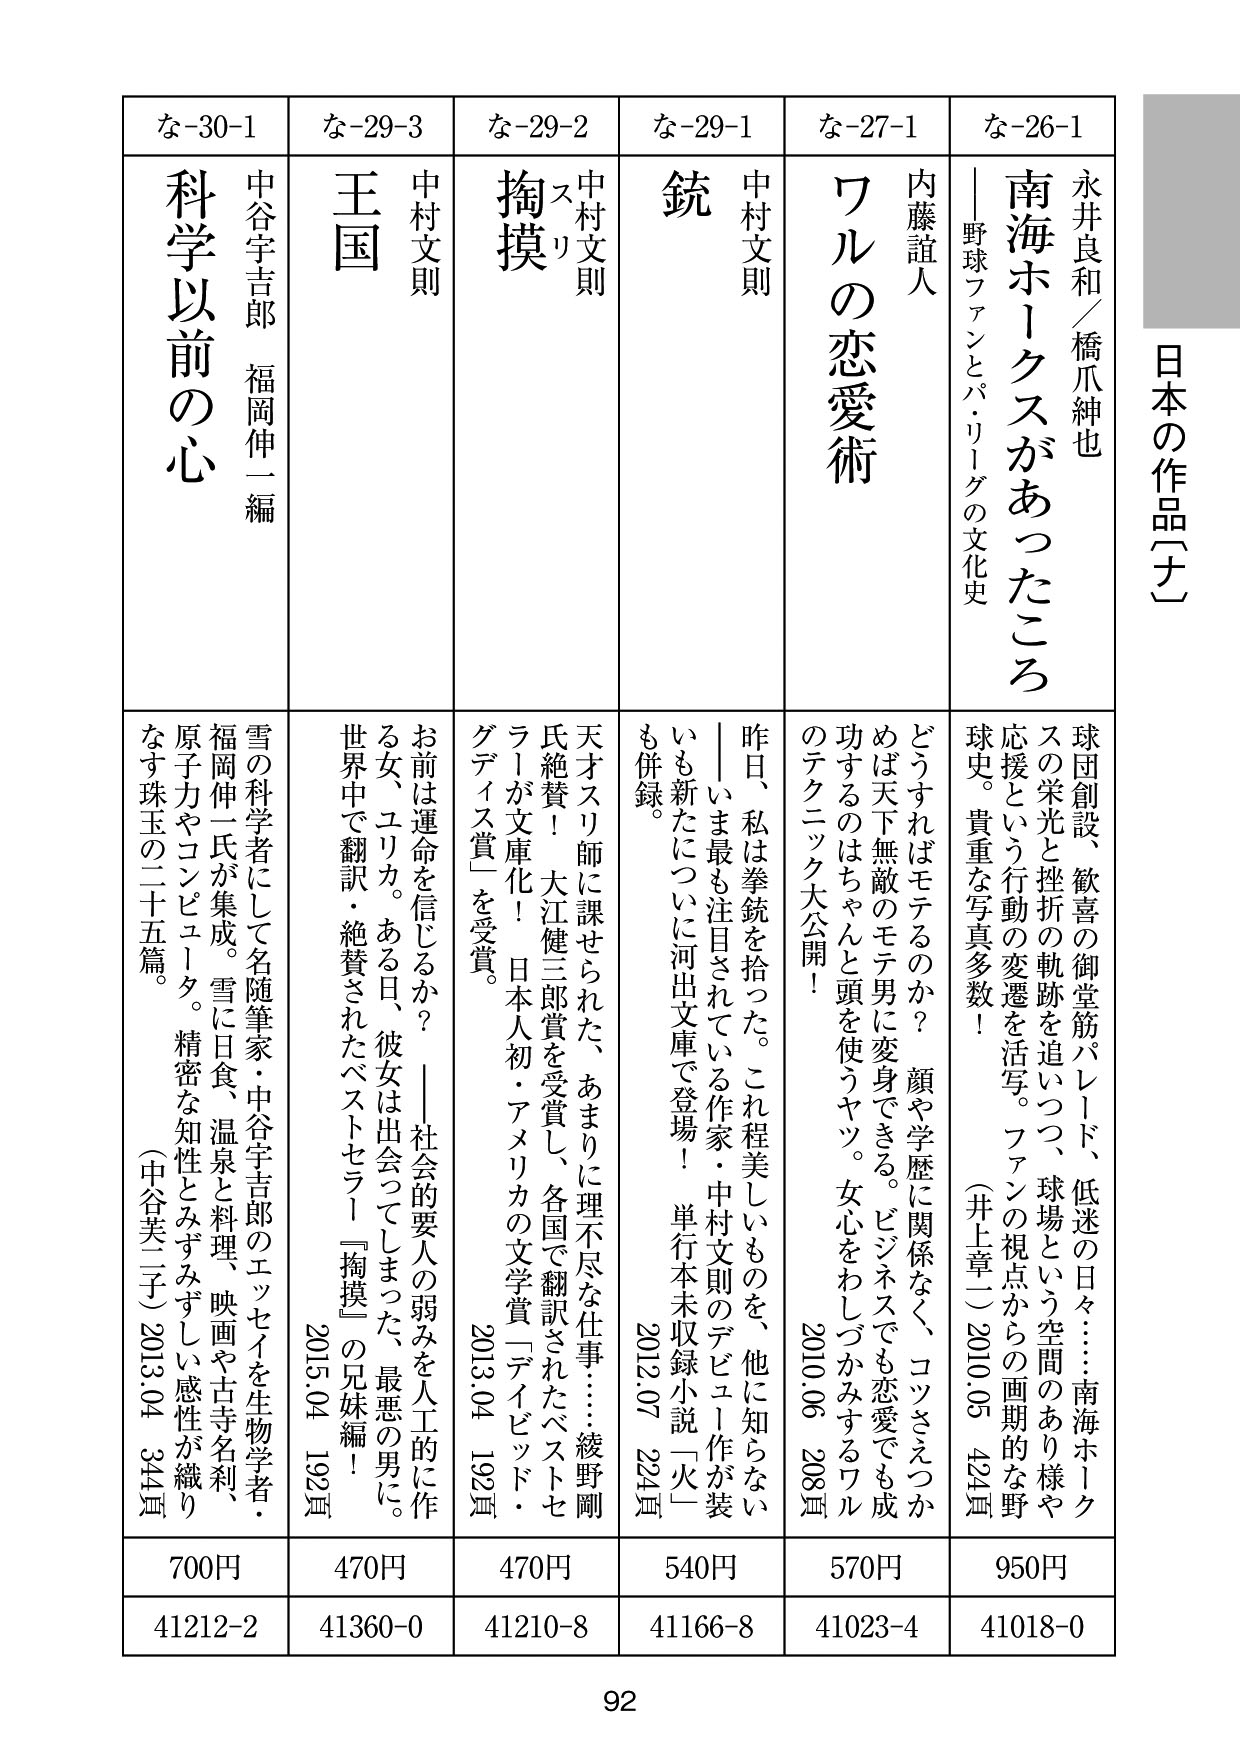 日本の作品〔ナ〕
な-26-1
永井良和／橋爪紳也
南海ホークスがあったころ
――野球ファンとパ・リーグの文化史
球団創設、歓喜の御堂筋パレード、低迷の日々……南海ホーク
スの栄光と挫折の軌跡を追いつつ、球場という空間のあり様や
応援という行動の変遷を活写。ファンの視点からの画期的な野
球史。貴重な写真多数！　（井上章一）2010.05　424頁
950円
41018-0
な-27-1
内藤誼人
ワルの恋愛術
どうすればモテるのか？　顔や学歴に関係なく、コツさえつか
めば天下無敵のモテ男に変身できる。ビジネスでも恋愛でも成
功するのはちゃんと頭を使うヤツ。女心をわしづかみするワル
のテクニック大公開！　2010.06　208頁
570円
41023-4
な-29-1
中村文則
銃
昨日、私は拳銃を拾った。これ程美しいものを、他に知らない
――いま最も注目されている作家・中村文則のデビュー作が装
いも新たについに河出文庫で登場！　単行本未収録小説「火」
も併録。　2012.07　224頁
540円
41166-8
な-29-2
中村文則
スリ
掏摸
天才スリ師に課せられた、あまりに理不尽な仕事……綾野剛
氏絶賛！　大江健三郎賞を受賞し、各国で翻訳されたベストセ
ラーが文庫化！　日本人初・アメリカの文学賞「デイビッド・
グディス賞」を受賞。　2013.04　192頁
470円
41210-8
な-29-3
中村文則
王国
お前は運命を信じるか？　――社会的要人の弱みを人工的に作
る女、ユリカ。ある日、彼女は出会ってしまった、最悪の男に。
世界中で翻訳・絶賛されたベストセラー『掏摸』の兄妹編！
2015.04　192頁
470円
41360-0
な-30-1
中谷宇吉郎　福岡伸一編
科学以前の心
雪の科学者にして名随筆家・中谷宇吉郎のエッセイを生物学者・
福岡伸一氏が集成。雪に日食、温泉と料理、映画や古寺名刹、
原子力やコンピュータ。精密な知性とみずみずしい感性が織り
なす珠玉の二十五篇。　（中谷芙二子）2013.04　344頁
700円
41212-2
92